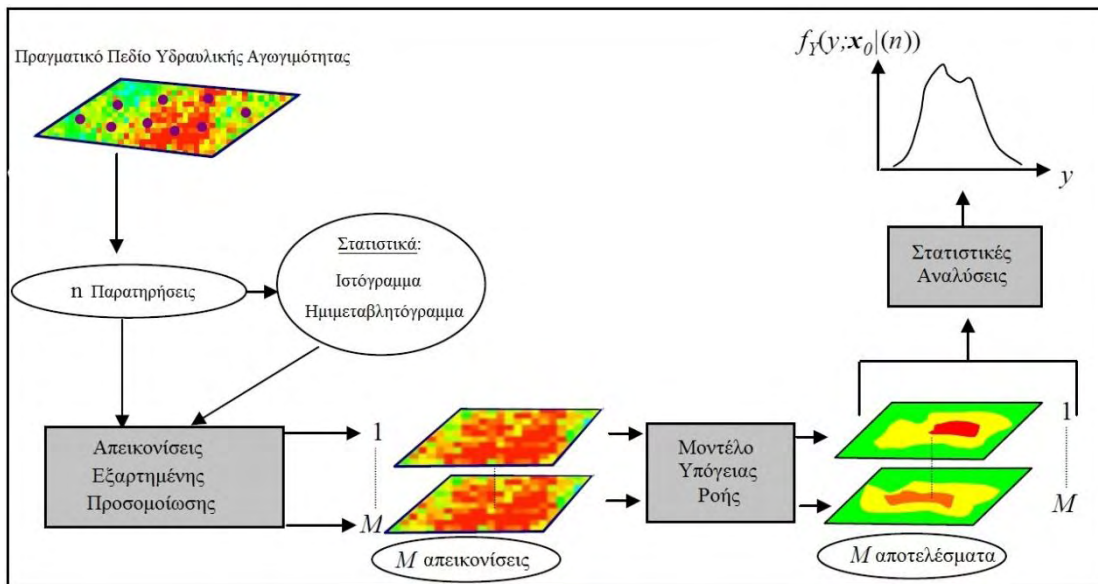 Πραγματικό Πεδίο Υδραυλικής Αγωγιμότητας
n Παρατηρήσεις
Στατιστικά:
Ιστόγραμμα
Ημιμεταβλητόγραμμα
Απεικονίσεις
Εξαρτημένης
Προσομοίωσης
1
M
M απεικονίσεις
Μοντέλο
Υπόγειας
Ροής
1
M
M αποτελέσματα
Στατιστικές
Αναλύσεις
f_Y(y;x_0|(n))
y